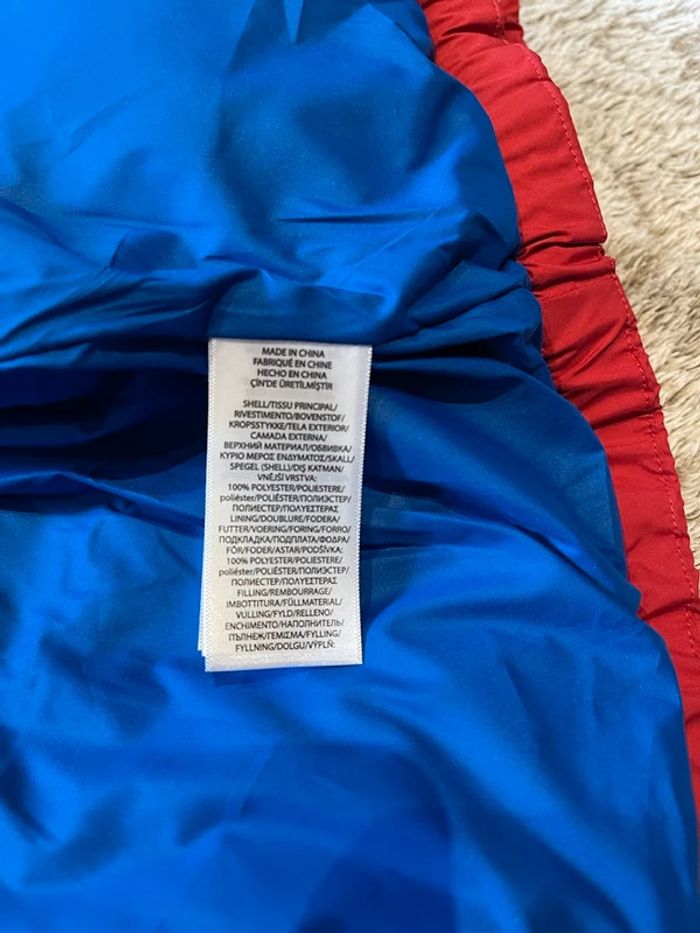 MADE IN CHINA
FABRIQUÉ EN CHINE
HECHO EN CHINA
ÇİN'DE ÜRETİLMİŞTİR
SHELL/TISSU PRINCIPAL/
RIVESTIMENTO/BOVENSTOF/
KROPSSTYKKE/TELA EXTERIOR/
CAMADA EXTERNA/
ВЕРХНИЙ МАТЕРИАЛ/ОБВИВКА/
ΚΥΡΙΟ ΜΕΡΟΣ ΕΝΔΥΜΑΤΟΣ/SKALL/
SPEGEL (SHELL)/DIŞ KATMAN/
VNĚJŠÍ VRSTVA:
100% POLYESTER/POLIESTERE/
poliéster/POLIÉSTER/ПОЛИЭСТЕР/
ПОЛИЕСТЕР/ΠΟΛΥΕΣΤΕΡΑΣ
LINING/DOUBLURE/FODERA/
FUTTER/VOERING/FORING/FORRO/
ПОДКЛАДКА/ПОДПЛАТА/ΦΟΔΡΑ/
FÔR/FODER/ASTAR/PODŠÍVKA:
100% POLYESTER/POLIESTERE/
poliéster/POLIÉSTER/ПОЛИЭСТЕР/
ПОЛИЕСТЕР/ΠΟΛΥΕΣΤΕΡΑΣ
FILLING/REMBOURRAGE/
IMBOTTITURA/FÜLLMATERIAL/
VULLING/FYLD/RELLENO/
ENCHIMENTO/НАПОЛНИТЕЛЬ/
ПЪЛНЕЖ/ΓΕΜΙΣΜΑ/FYLLING/
FYLLNING/DOLGU/VÝPLŇ: